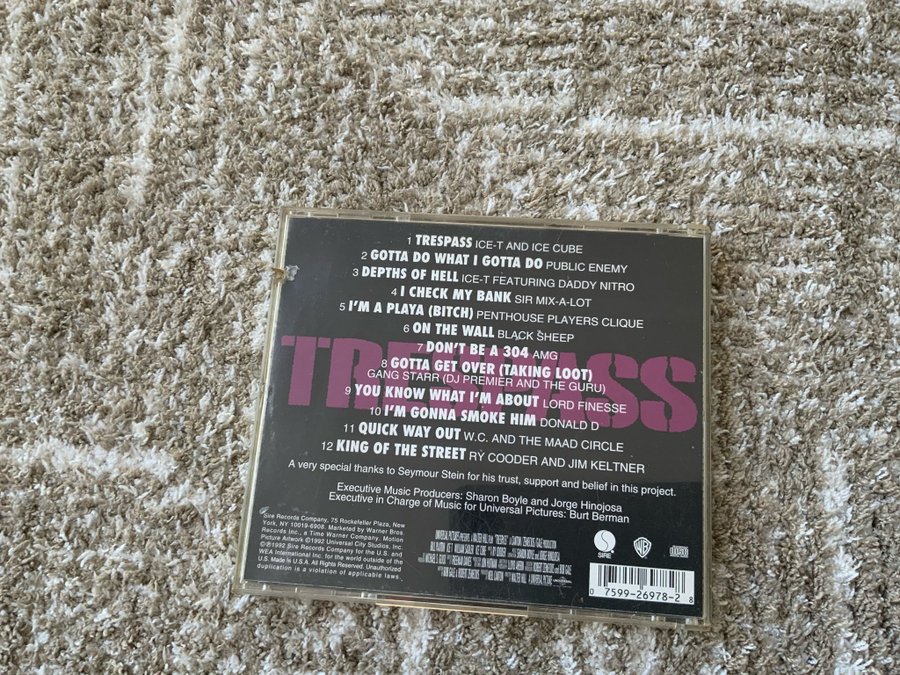 1 TRESPASS ICE-T AND ICE CUBE
2 GOTTA DO WHAT I GOTTA DO PUBLIC ENEMY
3 DEPTHS OF HELL ICE-T FEATURING DADDY NITRO
4 I CHECK MY BANK SIR MIX-A-LOT
5 I'M A PLAYA (BITCH) PENTHOUSE PLAYERS CLIQUE
6 ON THE WALL BLACK SHEEP
7 DON'T BE A 304 AMG
8 GOTTA GET OVER (TAKING LOOT)
GANG STARR (DJ PREMIER AND THE GURU)
9 YOU KNOW WHAT I'M ABOUT LORD FINESSE
10 I'M GONNA SMOKE HIM DONALD D
11 QUICK WAY OUT W.C. AND THE MAAD CIRCLE
12 KING OF THE STREET RY COODER AND JIM KELTNER
TRESPASS
A very special thanks to Seymour Stein for his trust, support and belief in this project.
Executive Music Producers: Sharon Boyle and Jorge Hinojosa
Executive in Charge of Music for Universal Pictures: Burt Berman
Sire Records Company, 75 Rockefeller Plaza, New
York, NY 10019-6908. Marketed by Warner Bros.
Records Inc., a Time Warner Company. Motion
Picture Artwork ©1992 Universal City Studios, Inc.
©℗1992 Sire Records Company for the U.S. and
WEA International Inc. for the world outside of the
U.S. Made in U.S.A. All Rights Reserved. Unauthorized
duplication is a violation of applicable laws.
SIRE
WB
0 7599-26978-2 8